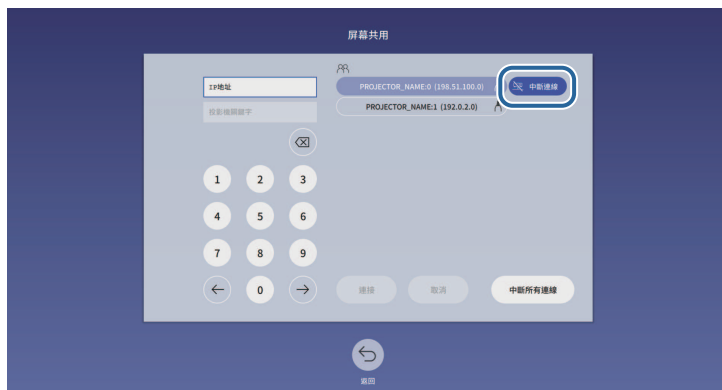 屏幕共用
IP地址
投影機關鍵字
PROJECTOR_NAME:0 (198.51.100.0)
中斷連線
PROJECTOR_NAME:1 (192.0.2.0)
1 2 3
4 5 6
7 8 9
0
連接
取消
中斷所有連線
返回